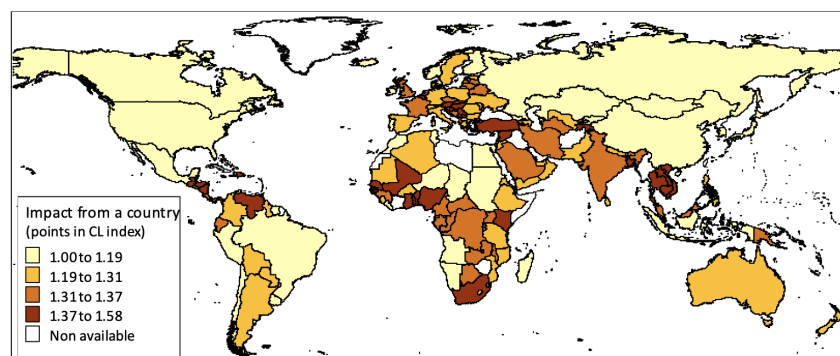 Impact from a country
(points in CL index)
1.00 to 1.19
1.19 to 1.31
1.31 to 1.37
1.37 to 1.58
Non available